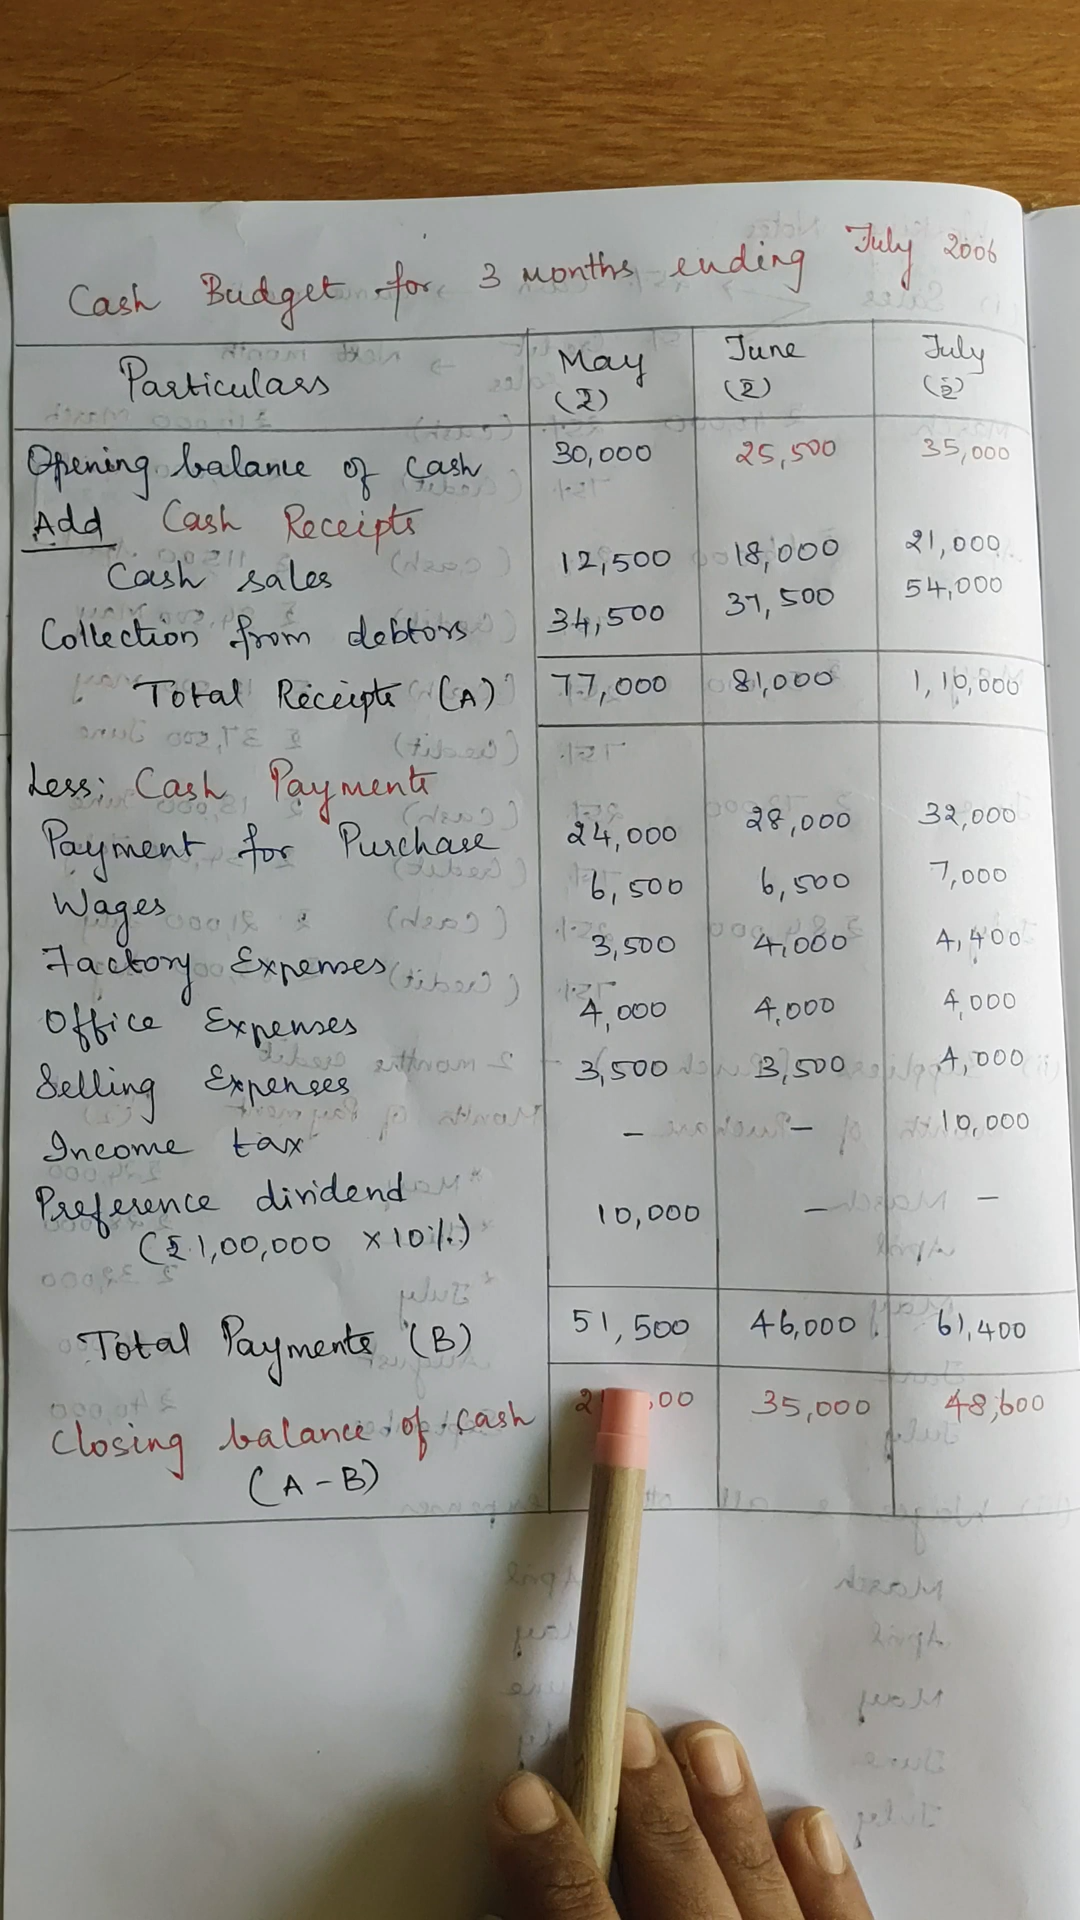 Cash Budget for 3 months ending July 2006
Particulars May (₹) June (₹) July (₹)
Opening balance of cash 30,000 25,500 35,000
Add Cash Receipts
Cash sales 12,500 18,000 21,000
Collection from debtors 34,500 37,500 54,000
Total Receipts (A) 77,000 81,000 1,10,000
Less: Cash Payments
Payment for Purchase 24,000 28,000 32,000
Wages 6,500 6,500 7,000
Factory Expenses 3,500 4,000 4,400
Office Expenses 4,000 4,000 4,000
Selling Expenses 3,500 3,500 4,000
Income tax - - 10,000
Preference dividend 10,000 - -
(₹1,00,000 x 10%)
Total Payments (B) 51,500 46,000 61,400
Closing balance of cash 35,000 48,600
(A-B)